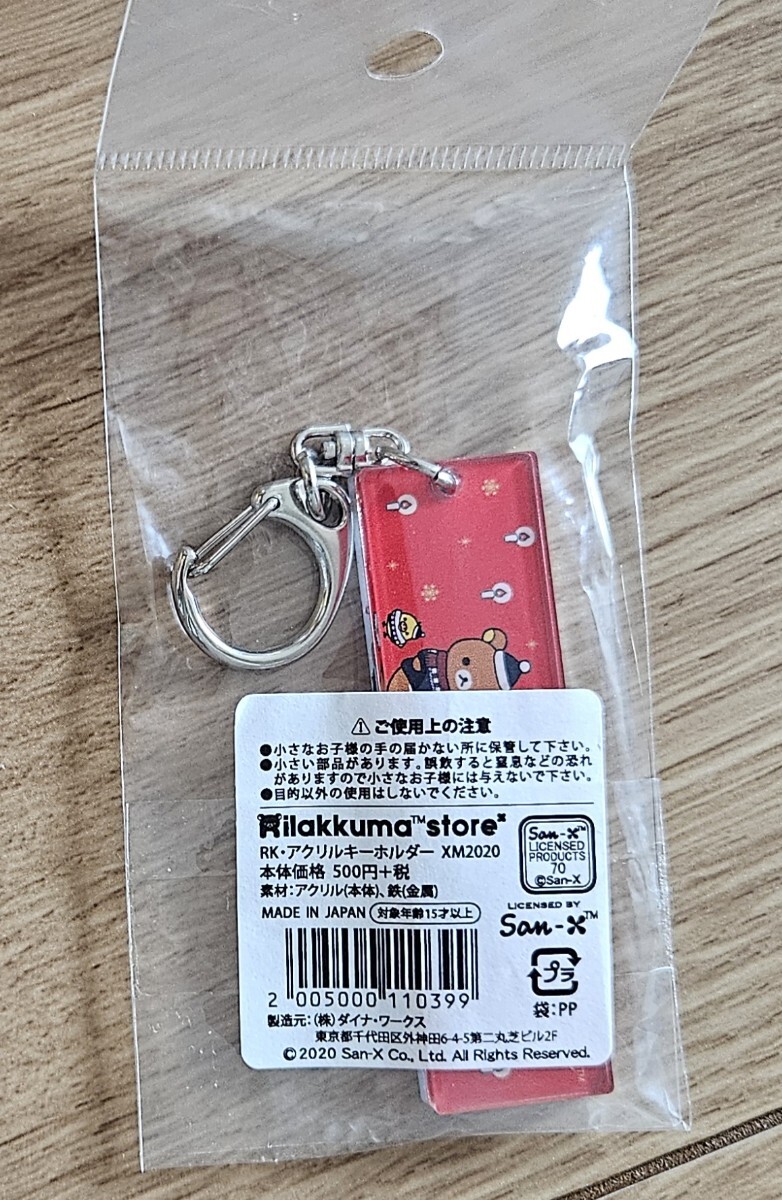 ⚠ご使用上の注意
●小さなお子様の手の届かない所に保管して下さい。
●小さい部品があります。誤飲すると窒息などの恐れ
がありますので小さなお子様には与えないで下さい。
●目的以外の使用はしないでください。
Rilakkuma™store
RK・アクリルキーホルダー XM2020
本体価格 500円+税
素材:アクリル(本体)、鉄(金属)
MADE IN JAPAN 対象年齢15才以上
San-X™
LICENSED
PRODUCTS
70
©San-X
LICENSED BY
San-X™
プラ
袋:PP
2 005000 110399
製造元:(株)ダイナ・ワークス
東京都千代田区外神田6-4-5第二丸芝ビル2F
©2020 San-X Co., Ltd. All Rights Reserved.